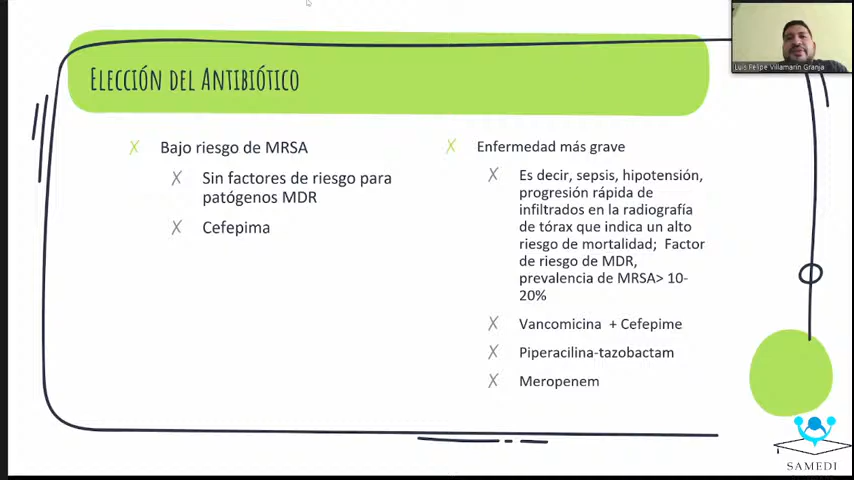 Elección del Antibiótico
X Bajo riesgo de MRSA
X Sin factores de riesgo para
patógenos MDR
X Cefepima
X Enfermedad más grave
X Es decir, sepsis, hipotensión,
progresión rápida de
infiltrados en la radiografía
de tórax que indica un alto
riesgo de mortalidad; Factor
de riesgo de MDR,
prevalencia de MRSA> 10-
20%
X Vancomicina + Cefepime
X Piperacilina-tazobactam
X Meropenem
Luis Felipe Villamarin Granja
SAMEDI